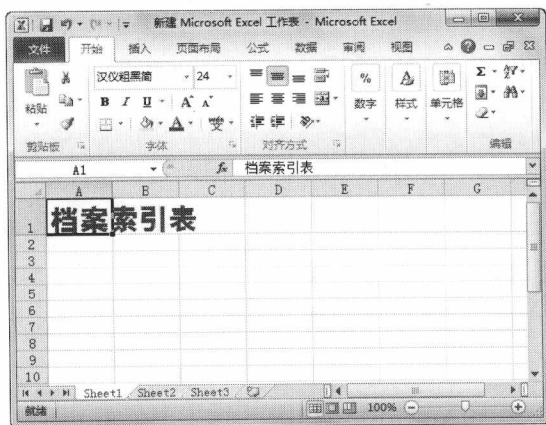 新建 Microsoft Excel 工作表 - Microsoft Excel
文件 开始 插入 页面布局 公式 数据 审阅 视图
粘贴 汉仪粗黑简 24 B I U A A A 变 % 数字 样式 单元格 Σ
剪贴板 字体 对齐方式 编辑
A1 fx 档案索引表
A B C D E F G
1 档案索引表
2
3
4
5
6
7
8
9
10
Sheet1 Sheet2 Sheet3
就绪 100%